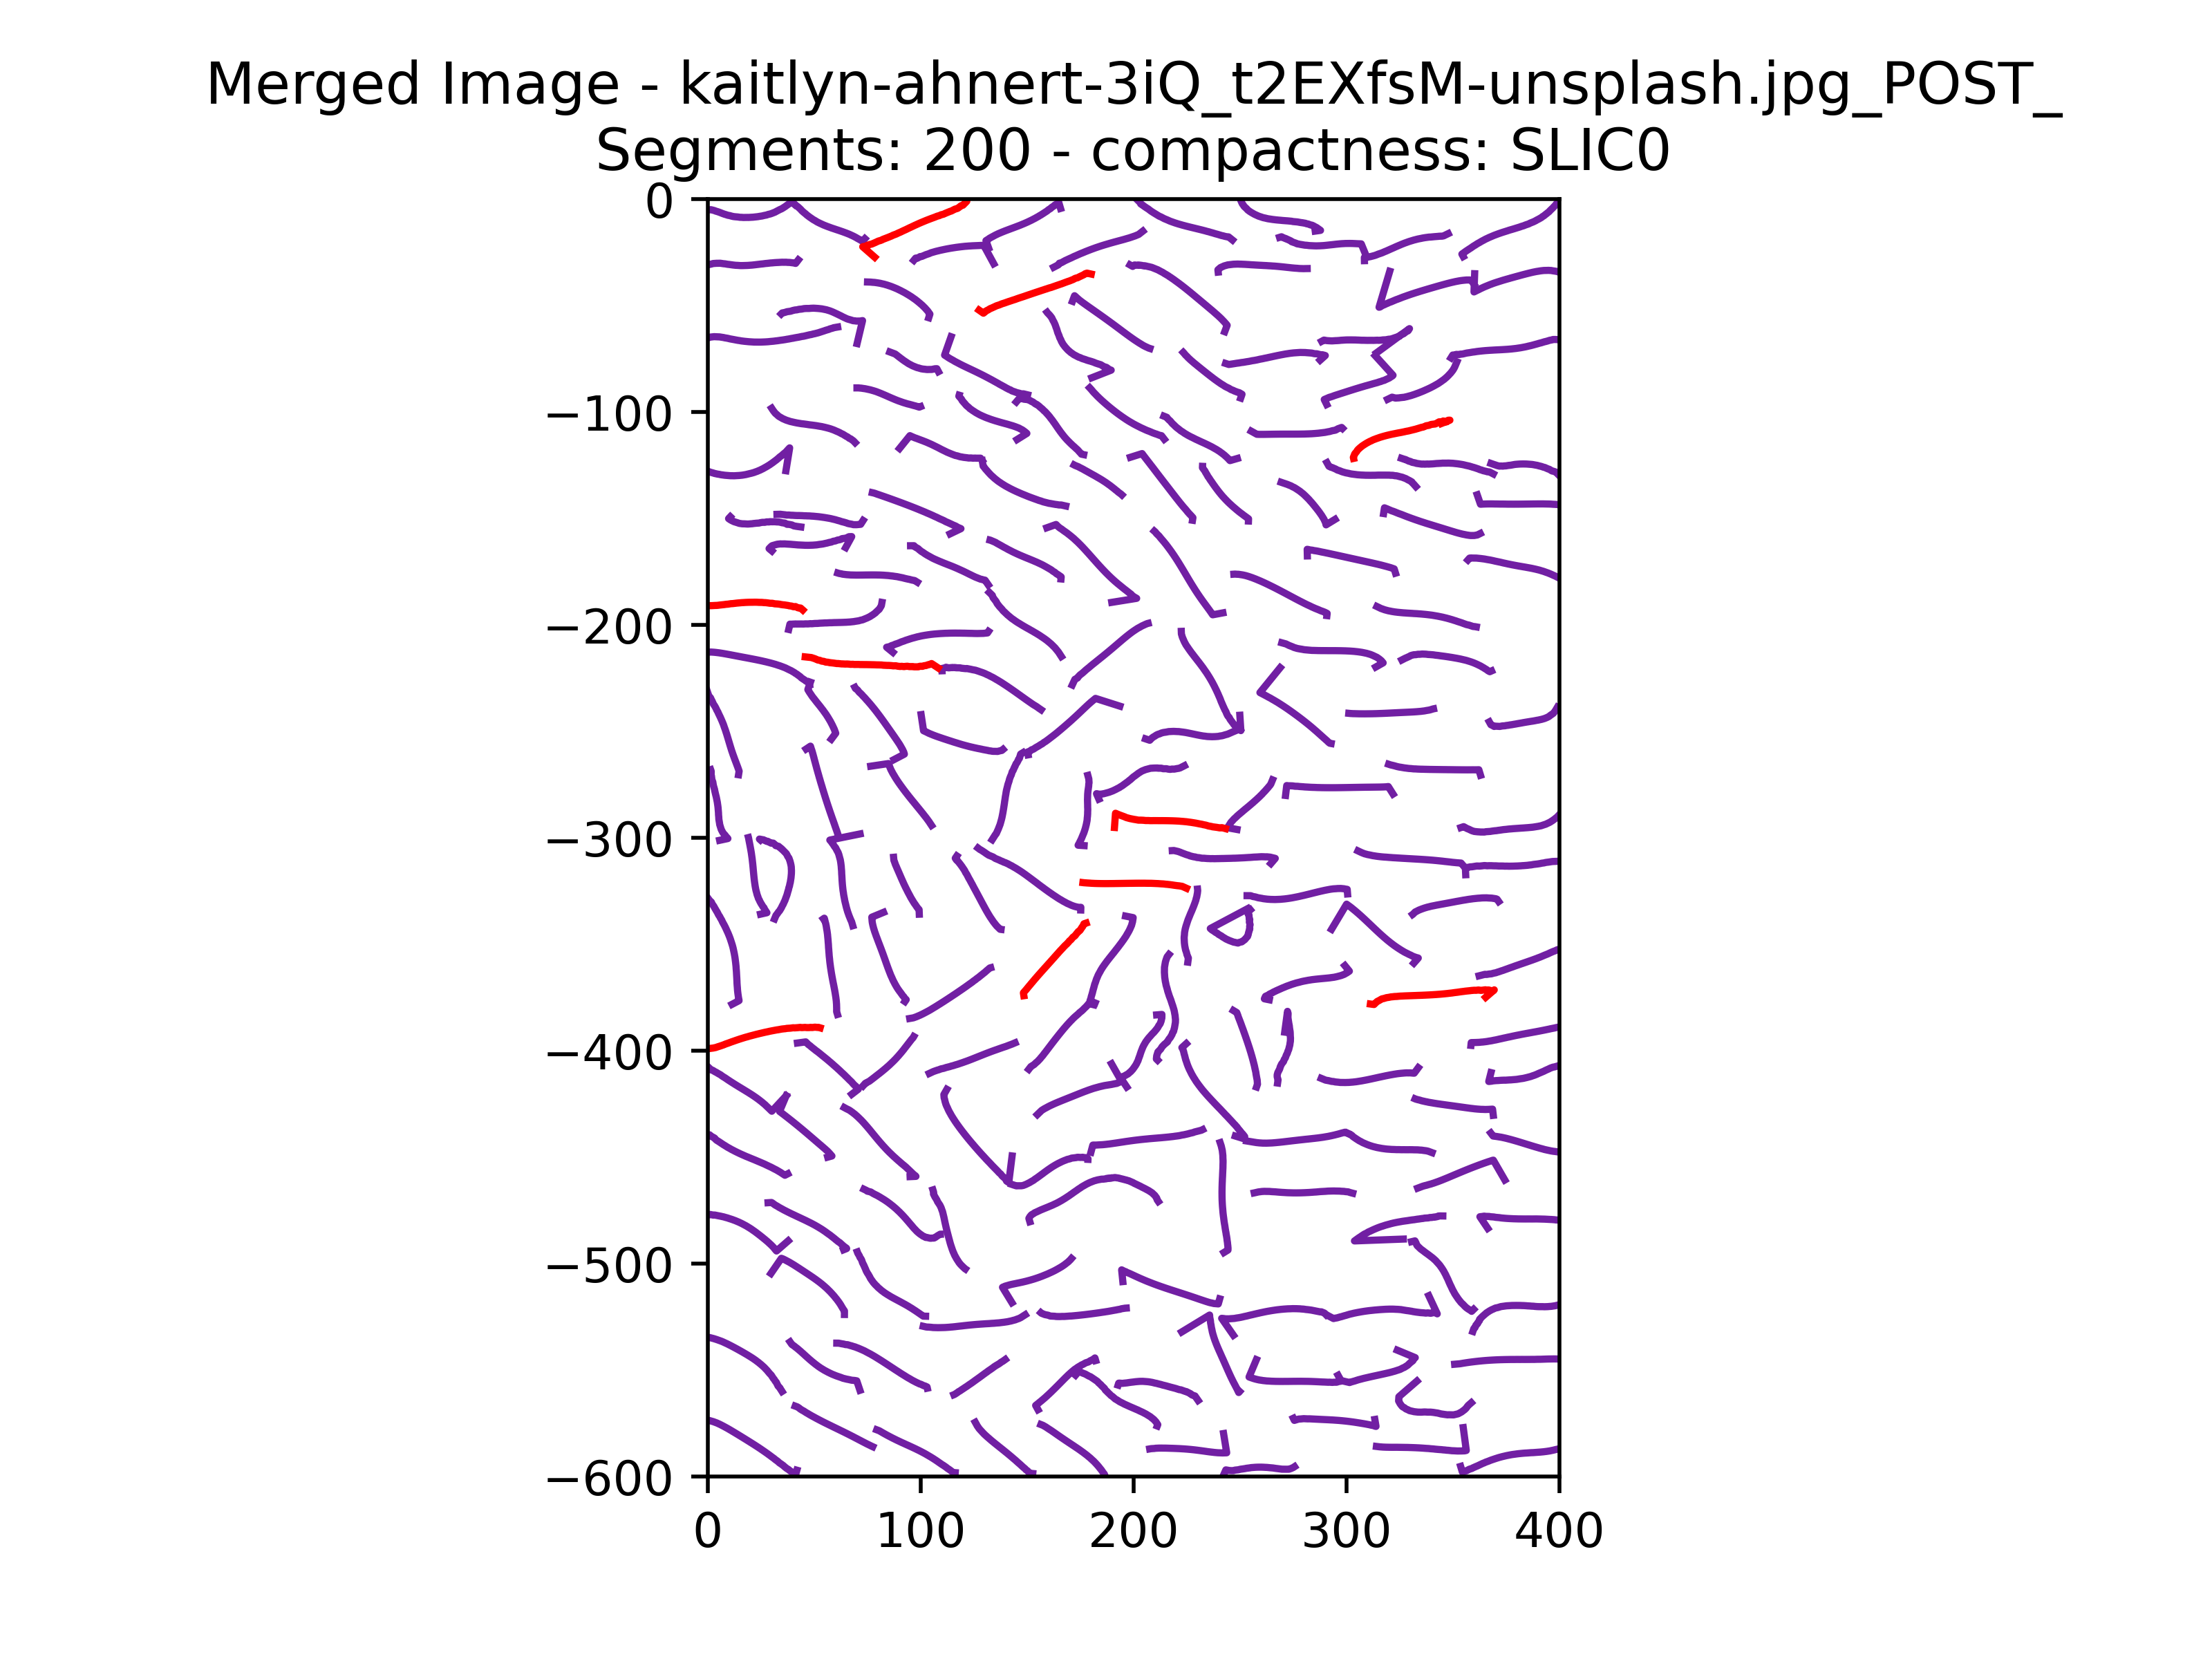 Merged Image - kaitlyn-ahnert-3iQ_t2EXfsM-unsplash.jpg_POST_
Segments: 200 - compactness: SLIC0
0
−100
−200
−300
−400
−500
−600
0 100 200 300 400